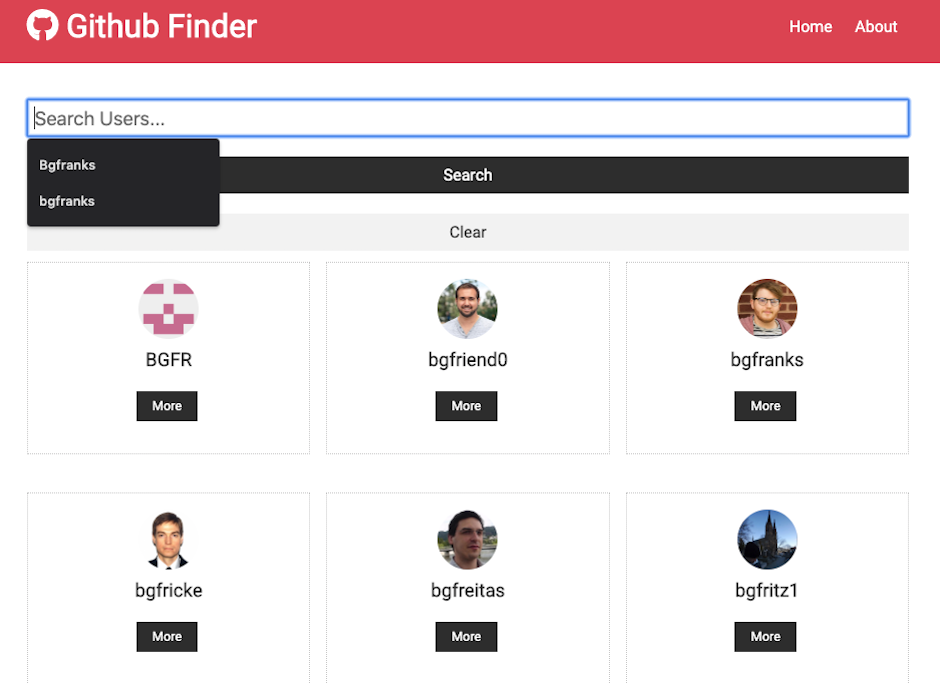 Github Finder
Home About
Search Users...
Bgfranks
bgfranks
Search
Clear
BGFR
bgfriend0
bgfranks
More
More
More
bgfricke
bgfreitas
bgfritz1
More
More
More